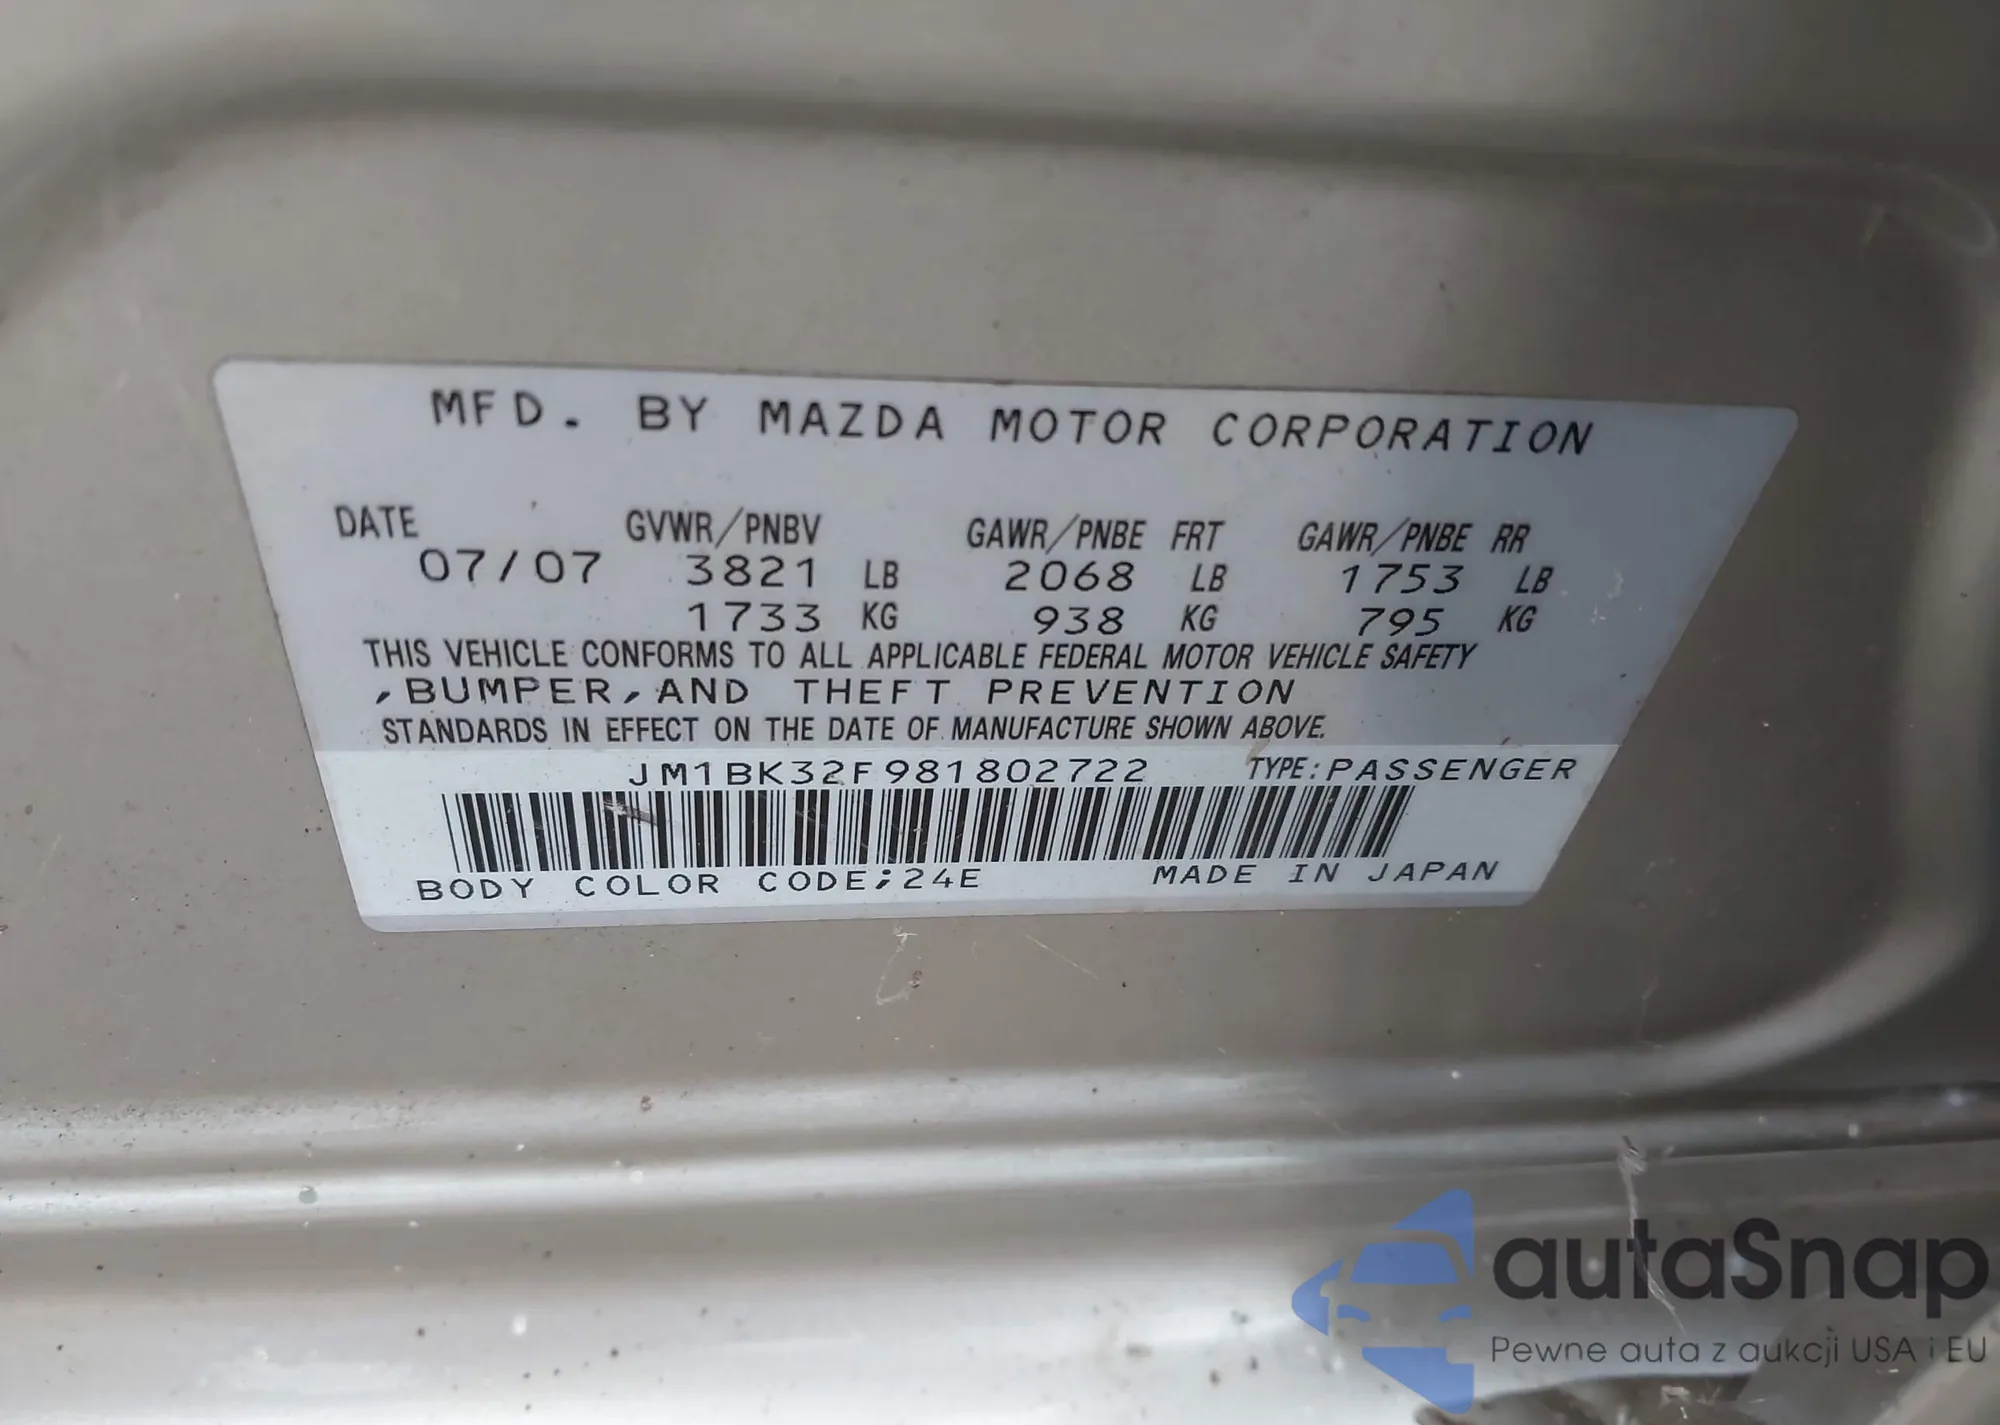 MFD. BY MAZDA MOTOR CORPORATION
DATE GVWR/PNBV GAWR/PNBE FRT GAWR/PNBE RR
07/07 3821 LB 2068 LB 1753 LB
1733 KG 938 KG 795 KG
THIS VEHICLE CONFORMS TO ALL APPLICABLE FEDERAL MOTOR VEHICLE SAFETY
,BUMPER,AND THEFT PREVENTION
STANDARDS IN EFFECT ON THE DATE OF MANUFACTURE SHOWN ABOVE.
JM1BK32F981802722 TYPE:PASSENGER
BODY COLOR CODE;24E MADE IN JAPAN
autaSnap
Pewne auta z aukcji USA i EU